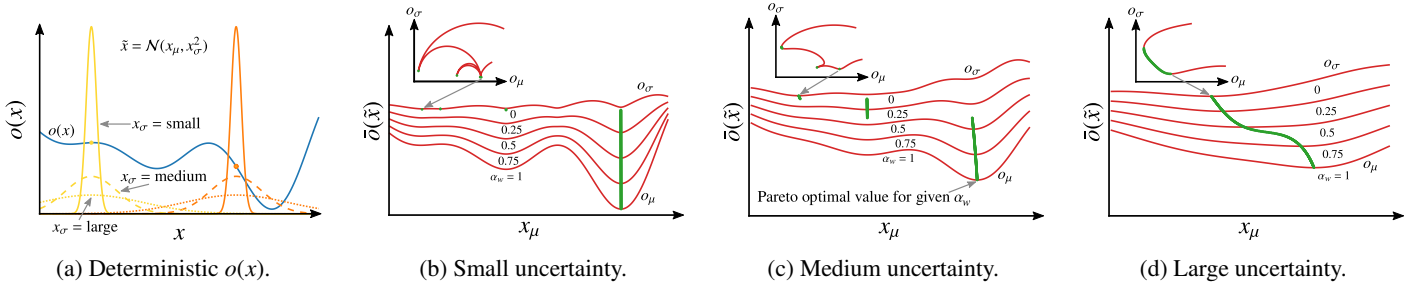 x̃ = 𝒩(x_μ, x_σ²)
o(x)
o(x)
x_σ = small
x_σ = medium
x_σ = large
x
(a) Deterministic o(x).
o_σ
o_μ
o_σ
ō(x̃)
0
0.25
0.5
0.75
α_w = 1
o_μ
x_μ
(b) Small uncertainty.
o_σ
o_μ
o_σ
ō(x̃)
0
0.25
0.5
0.75
α_w = 1
o_μ
Pareto optimal value for given α_w
x_μ
(c) Medium uncertainty.
o_σ
o_μ
o_σ
ō(x̃)
0
0.25
0.5
0.75
α_w = 1
o_μ
x_μ
(d) Large uncertainty.